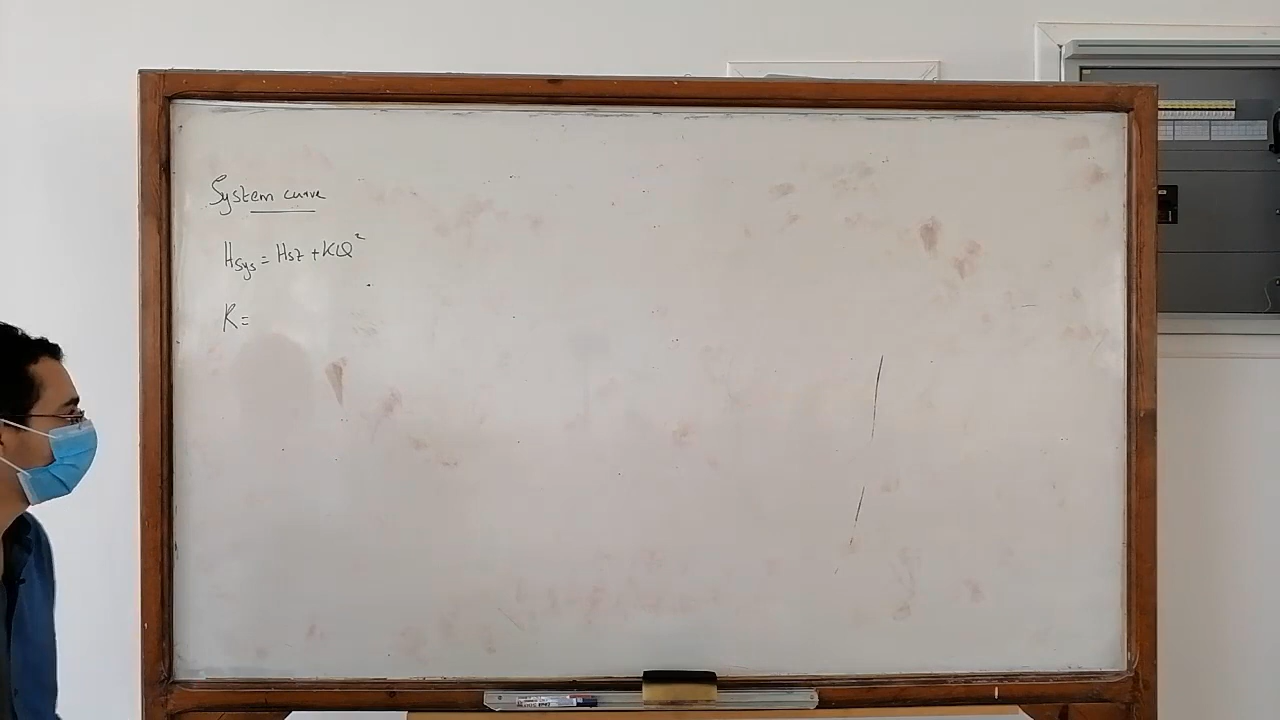 System curve
Hsys = Hsz + KQ²
K=